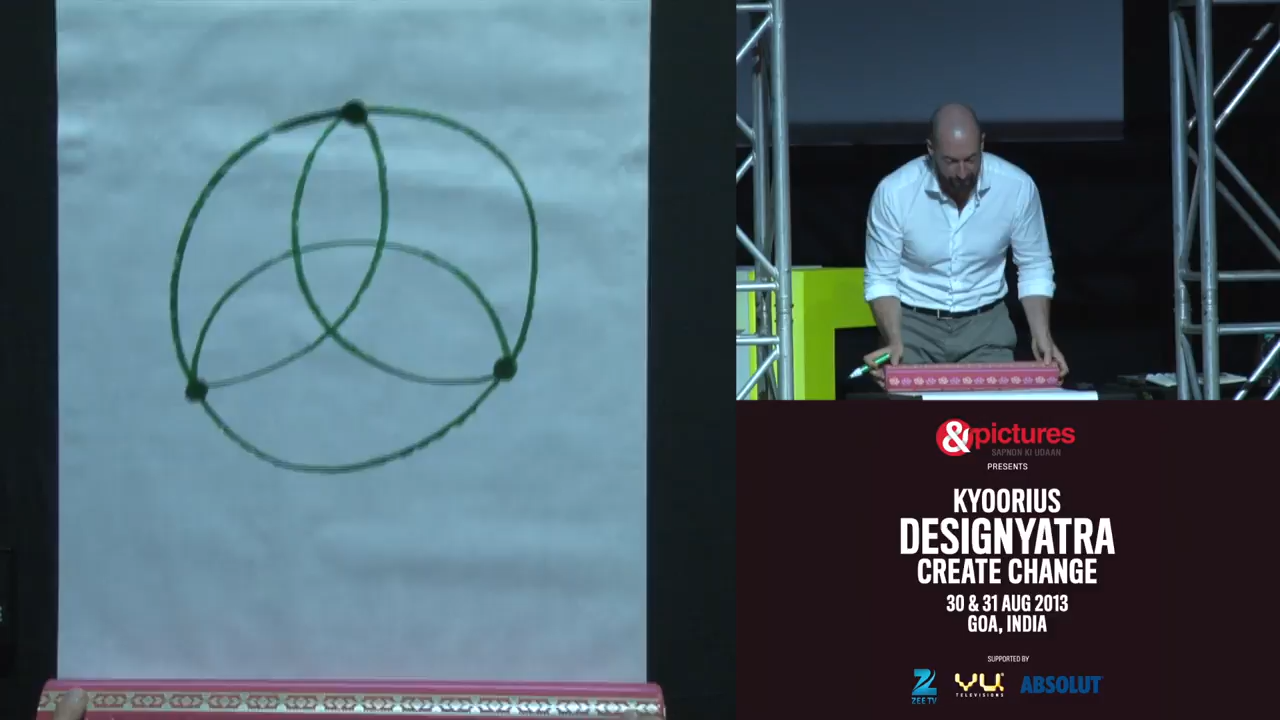 &pictures
SAPNON KI UDAAN
PRESENTS
KYOORIUS
DESIGNYATRA
CREATE CHANGE
30 & 31 AUG 2013
GOA, INDIA
SUPPORTED BY
Z
ZEE TV
YU
TELEVISIONS
ABSOLUT